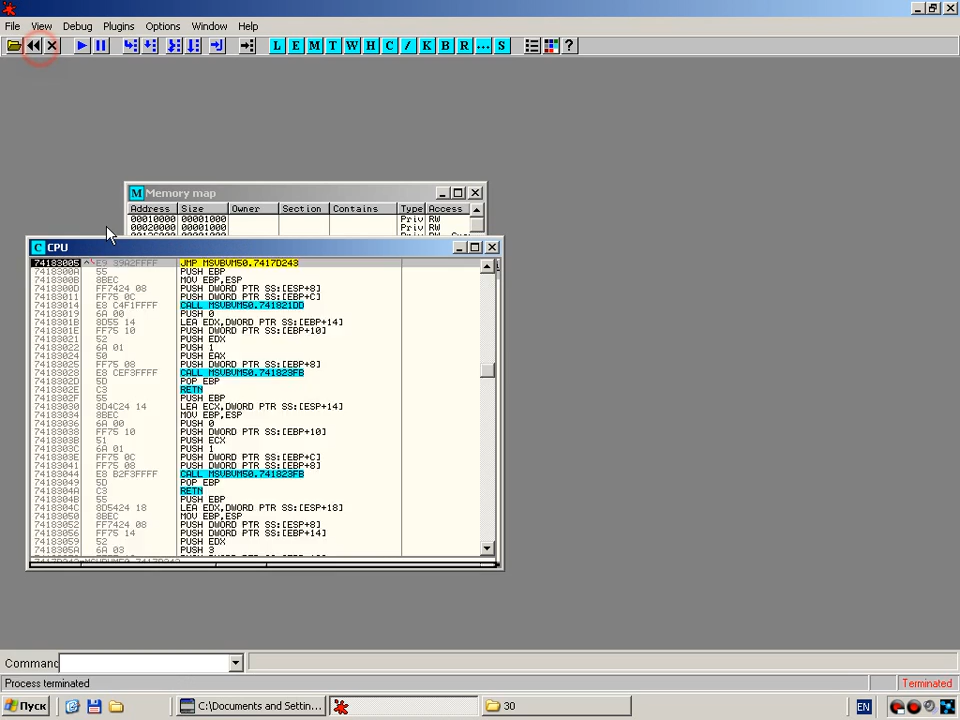 File View Debug Plugins Options Window Help
L E M T W H C / K B R ... S ?
M Memory map
Address Size Owner Section Contains Type Access
00010000 00001000 Priv RW
00020000 00001000 Priv RW
C CPU
74183005 E9 39A2FFFF JMP MSVBVM50.7417D243
7418300A 55 PUSH EBP
8BEC MOV EBP,ESP
7418300D FF7424 08 PUSH DWORD PTR SS:[ESP+8]
74183011 FF75 0C PUSH DWORD PTR SS:[EBP+C]
74183014 E8 C4F1FFFF CALL MSVBVM50.741821DD
74183019 6A 00 PUSH 0
7418301B 8D55 14 LEA EDX,DWORD PTR SS:[EBP+14]
7418301E FF75 10 PUSH DWORD PTR SS:[EBP+10]
74183021 52 PUSH EDX
74183022 6A 01 PUSH 1
74183024 50 PUSH EAX
74183025 FF75 08 PUSH DWORD PTR SS:[EBP+8]
74183028 E8 CEF3FFFF CALL MSVBVM50.741823FB
7418302D 5D POP EBP
7418302E C3 RETN
7418302F 55 PUSH EBP
74183030 8D4C24 14 LEA ECX,DWORD PTR SS:[ESP+14]
74183034 8BEC MOV EBP,ESP
74183036 6A 00 PUSH 0
74183038 FF75 10 PUSH DWORD PTR SS:[EBP+10]
7418303B 51 PUSH ECX
7418303C 6A 01 PUSH 1
7418303E FF75 0C PUSH DWORD PTR SS:[EBP+C]
74183041 FF75 08 PUSH DWORD PTR SS:[EBP+8]
74183044 E8 B2F3FFFF CALL MSVBVM50.741823FB
74183049 5D POP EBP
7418304A C3 RETN
7418304B 55 PUSH EBP
7418304C 8D5424 18 LEA EDX,DWORD PTR SS:[ESP+18]
74183050 8BEC MOV EBP,ESP
74183052 FF7424 08 PUSH DWORD PTR SS:[ESP+8]
74183056 FF75 14 PUSH DWORD PTR SS:[EBP+14]
74183059 52 PUSH EDX
7418305A 6A 03 PUSH 3
Command
Process terminated Terminated
Пуск C:\Documents and Settin... 30 EN